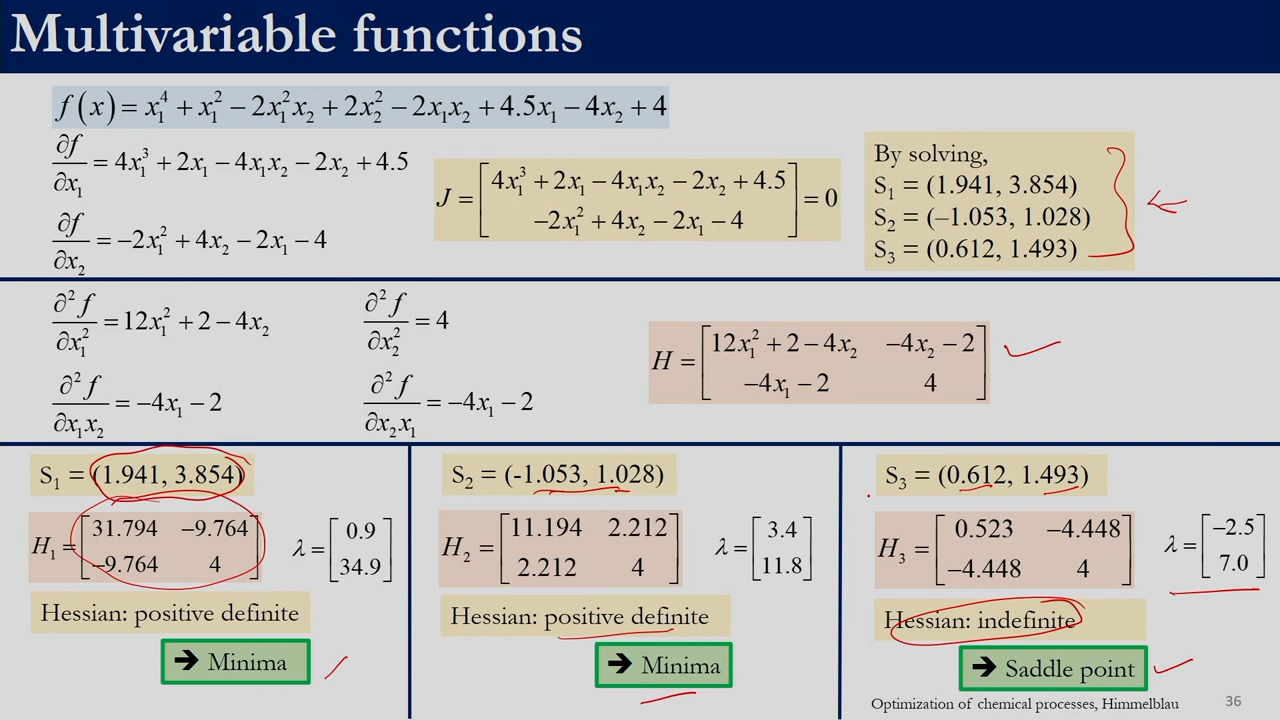 Multivariable functions
f(x) = x₁⁴ + x₁² − 2x₁²x₂ + 2x₂² − 2x₁x₂ + 4.5x₁ − 4x₂ + 4
∂f/∂x₁ = 4x₁³ + 2x₁ − 4x₁x₂ − 2x₂ + 4.5
∂f/∂x₂ = −2x₁² + 4x₂ − 2x₁ − 4
J = [4x₁³ + 2x₁ − 4x₁x₂ − 2x₂ + 4.5; −2x₁² + 4x₂ − 2x₁ − 4] = 0
By solving,
S₁ = (1.941, 3.854)
S₂ = (–1.053, 1.028)
S₃ = (0.612, 1.493)
∂²f/∂x₁² = 12x₁² + 2 − 4x₂
∂²f/∂x₂² = 4
∂²f/∂x₁x₂ = −4x₁ − 2
∂²f/∂x₂x₁ = −4x₁ − 2
H = [12x₁² + 2 − 4x₂ −4x₂ − 2; −4x₁ − 2 4]
S₁ = (1.941, 3.854)
H₁ = [31.794 −9.764; −9.764 4] λ = [0.9; 34.9]
Hessian: positive definite
➔ Minima
S₂ = (-1.053, 1.028)
H₂ = [11.194 2.212; 2.212 4] λ = [3.4; 11.8]
Hessian: positive definite
➔ Minima
S₃ = (0.612, 1.493)
H₃ = [0.523 −4.448; −4.448 4] λ = [−2.5; 7.0]
Hessian: indefinite
➔ Saddle point
Optimization of chemical processes, Himmelblau 36